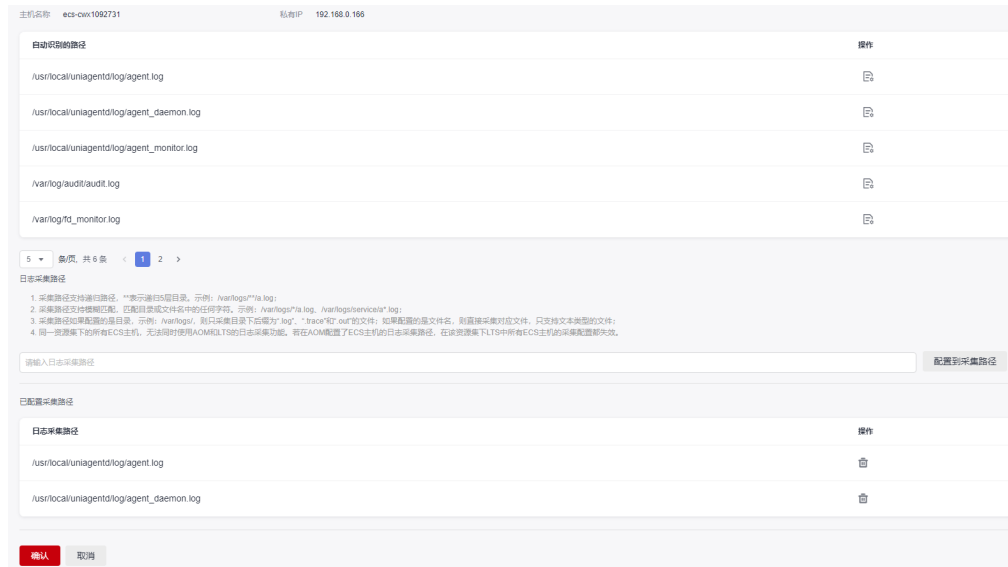 主机名称 ecs-cwx1092731 私有IP 192.168.0.166
自动识别的路径 操作
/usr/local/uniagentd/log/agent.log
/usr/local/uniagentd/log/agent_daemon.log
/usr/local/uniagentd/log/agent_monitor.log
/var/log/audit/audit.log
/var/log/fd_monitor.log
5 条/页, 共 6 条 < 1 2 >
日志采集路径
1. 采集路径支持递归路径，**表示递归5层目录。示例：/var/logs/**/a.log；
2. 采集路径支持模糊匹配，匹配目录或文件名中的任何字符。示例：/var/logs/*/a.log、/var/logs/service/a*.log；
3. 采集路径如果配置的是目录，示例：/var/logs/，则只采集目录下后缀为“.log”、“.trace”和“.out”的文件；如果配置的是文件名，则直接采集对应文件，只支持文本类型的文件；
4. 同一资源集下的所有ECS主机，无法同时使用AOM和LTS的日志采集功能。若在AOM配置了ECS主机的日志采集路径，在该资源集下LTS中所有ECS主机的采集配置都失效。
请输入日志采集路径 配置到采集路径
已配置采集路径
日志采集路径 操作
/usr/local/uniagentd/log/agent.log
/usr/local/uniagentd/log/agent_daemon.log
确认 取消